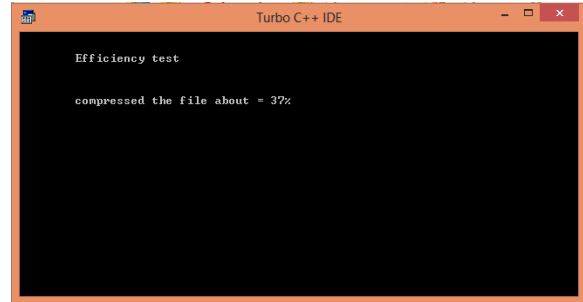 Turbo C++ IDE
Efficiency test
compressed the file about = 37%